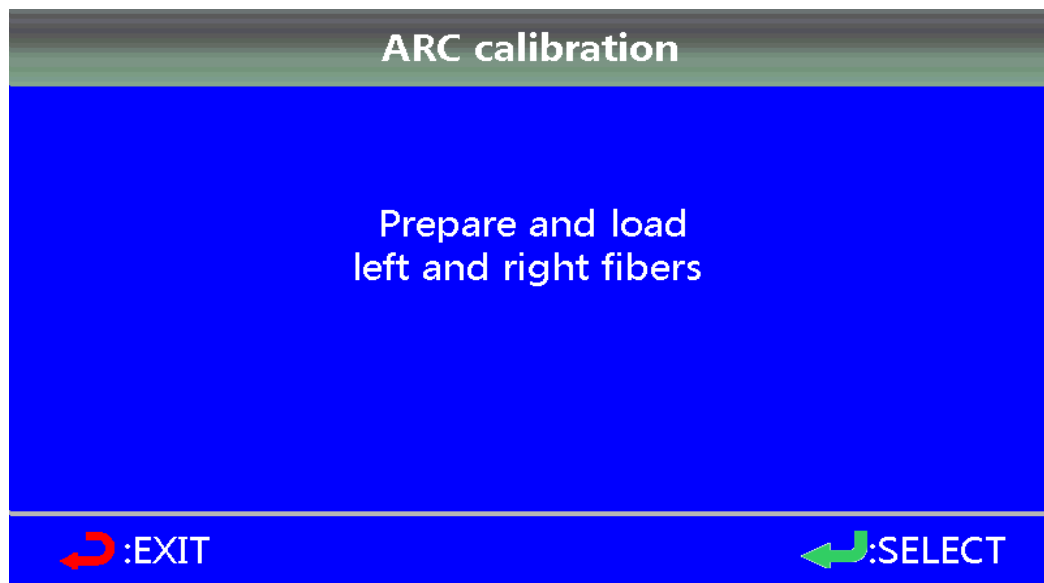 ARC calibration
Prepare and load
left and right fibers
:EXIT
:SELECT